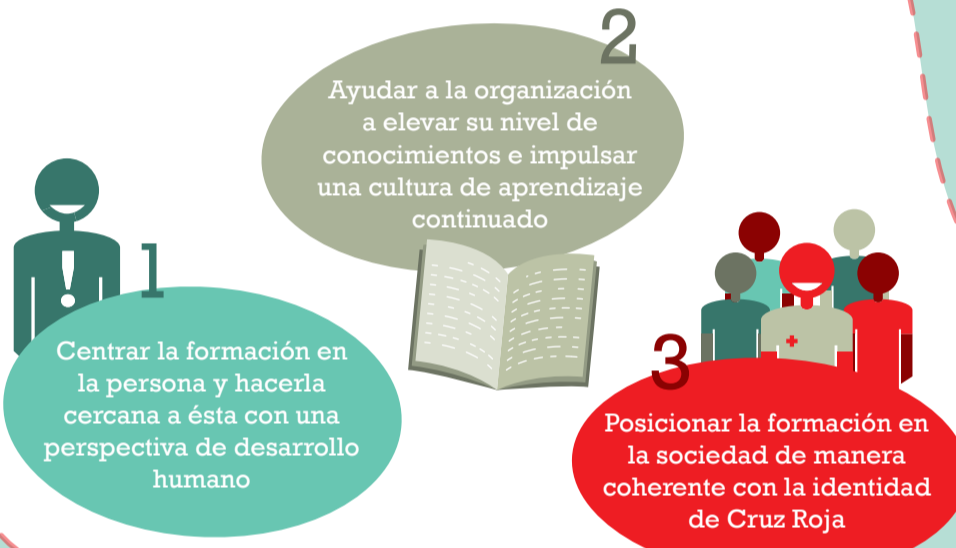 1
Centrar la formación en
la persona y hacerla
cercana a ésta con una
perspectiva de desarrollo
humano
2
Ayudar a la organización
a elevar su nivel de
conocimientos e impulsar
una cultura de aprendizaje
continuado
3
Posicionar la formación en
la sociedad de manera
coherente con la identidad
de Cruz Roja